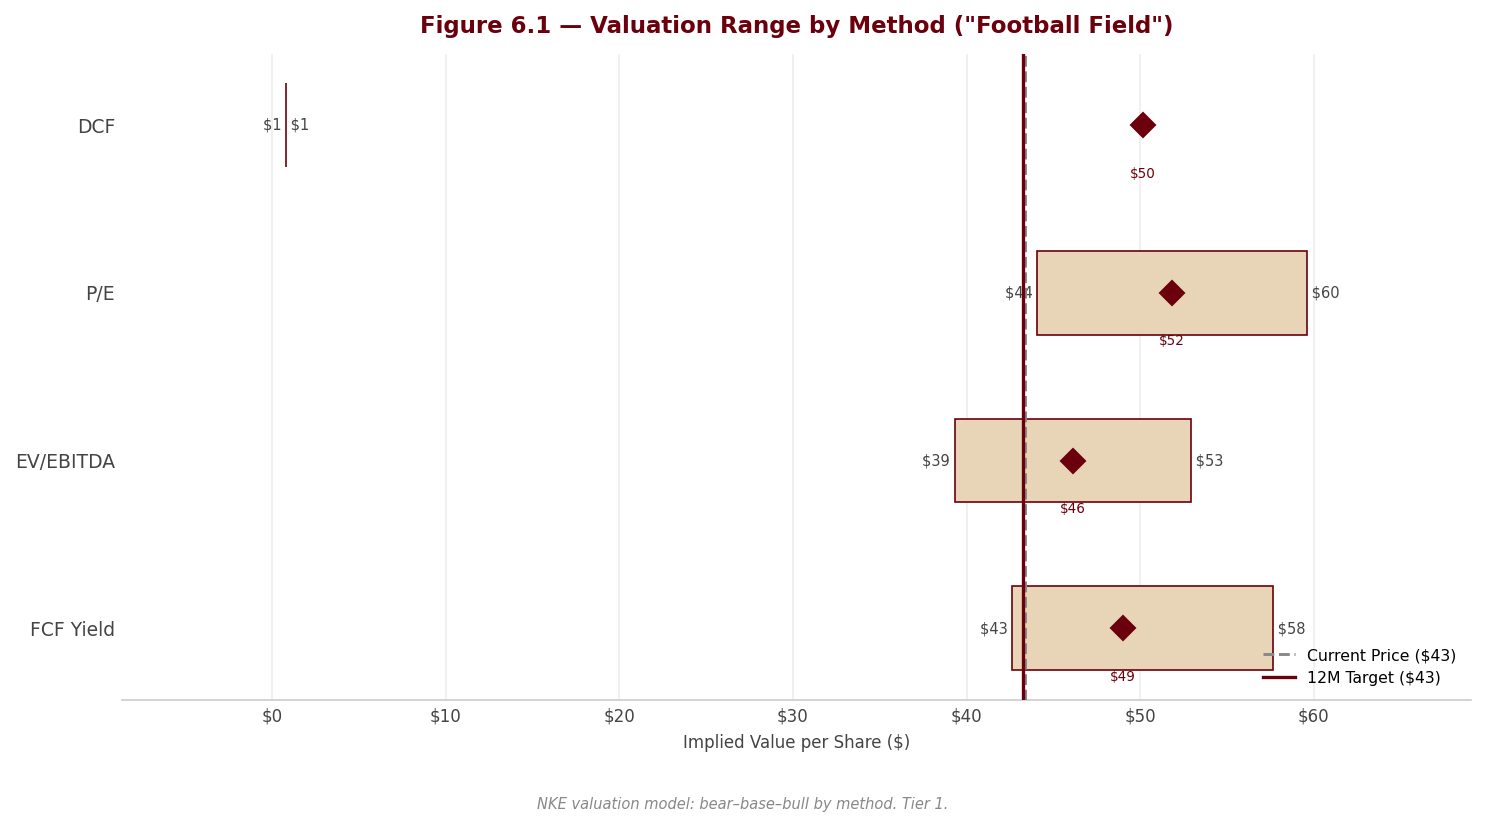 Figure 6.1 — Valuation Range by Method ("Football Field")
DCF
$1 $1
$50
P/E
$44
$60
$52
EV/EBITDA
$39
$53
$46
FCF Yield
$43
$58
$49
Current Price ($43)
12M Target ($43)
$0 $10 $20 $30 $40 $50 $60
Implied Value per Share ($)
NKE valuation model: bear–base–bull by method. Tier 1.